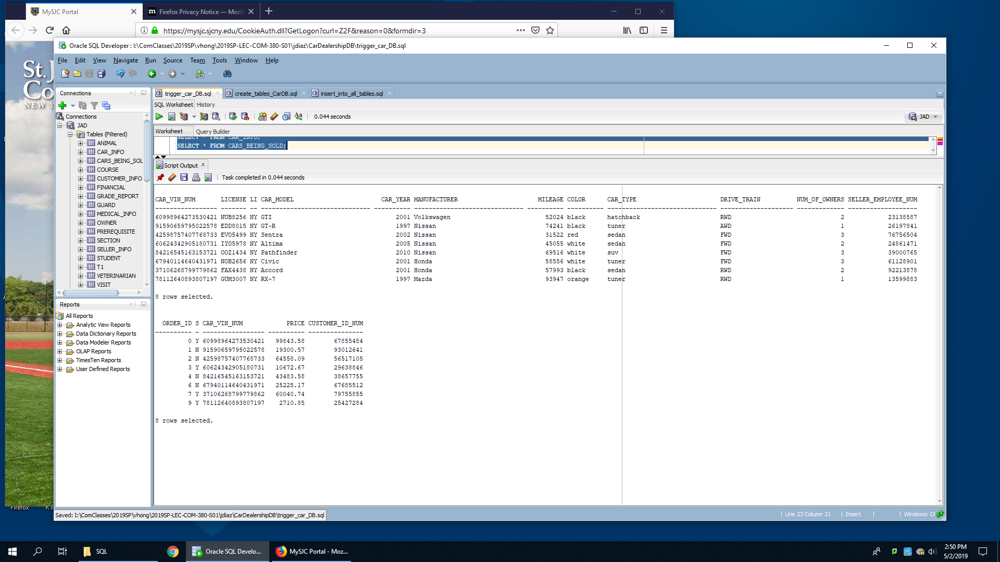 MySJC Portal
Firefox Privacy Notice — Mozil
https://mysjc.sjcny.edu/CookieAuth.dll?GetLogon?curl=Z2F&reason=0&formdir=3
Oracle SQL Developer : I:\ComClasses\2019SP\vhong\2019SP-LEC-COM-380-S01\jdiaz\CarDealershipDB\trigger_car_DB.sql
File Edit View Navigate Run Source Team Tools Window Help
St. J
Co
NEW Y
Connections
trigger_car_DB.sql
create_tables_CarDB.sql
insert_into_all_tables.sql
SQL Worksheet History
0.044 seconds
JAD
Worksheet Query Builder
SELECT * FROM CAR_INFO;
SELECT * FROM CARS_BEING_SOLD;
Connections
JAD
Tables (Filtered)
ANIMAL
CAR_INFO
CARS_BEING_SOL
COURSE
CUSTOMER_INFO
FINANCIAL
GRADE_REPORT
GUARD
MEDICAL_INFO
OWNER
PREREQUISITE
SECTION
SELLER_INFO
STUDENT
T1
VETERINARIAN
VISIT
Reports
All Reports
Analytic View Reports
Data Dictionary Reports
Data Modeler Reports
OLAP Reports
TimesTen Reports
User Defined Reports
Script Output
Task completed in 0.044 seconds
CAR_VIN_NUM LICENSE LI CAR_MODEL CAR_YEAR MANUFACTURER MILEAGE COLOR CAR_TYPE DRIVE_TRAIN NUM_OF_OWNERS SELLER_EMPLOYEE_NUM
60998964273530421 NUB8256 NY GTI 2001 Volkswagen 52024 black hatchback RWD 2 23138587
91590659795022578 EDD8015 NY GT-R 1997 Nissan 74241 black tuner AWD 1 26197841
42598757407768733 EVO5499 NY Sentra 2002 Nissan 31522 red sedan FWD 3 76756504
60624342905180731 IYO5978 NY Altima 2005 Nissan 45055 white sedan FWD 2 24861471
84216545163153721 OOZ1434 NY Pathfinder 2010 Nissan 69516 white suv FWD 3 39000765
67940114640431971 NOB2656 NY Civic 2001 Honda 58556 white tuner FWD 3 61128901
37106268799779862 FAX4438 NY Accord 2001 Honda 57993 black sedan RWD 2 92213878
78112640893807197 GUM3007 NY RX-7 1997 Mazda 93947 orange tuner RWD 1 13599883
8 rows selected.
ORDER_ID S CAR_VIN_NUM PRICE CUSTOMER_ID_NUM
0 Y 60998964273530421 99843.58 67855484
1 N 91590659795022578 19300.57 93012641
2 N 42598757407768733 64558.09 56517105
3 Y 60624342905180731 10672.67 29638846
4 N 84216545163153721 43483.58 38657755
6 N 67940114640431971 25225.17 67685512
7 Y 37106268799779862 60040.74 79755855
9 Y 78112640893807197 2710.85 25427284
8 rows selected.
Firefox
Saved: I:\ComClasses\2019SP\vhong\2019SP-LEC-COM-380-S01\jdiaz\CarDealershipDB\trigger_car_DB.sql
Line 23 Column 31
Insert
Windows: C
SQL
Oracle SQL Develo...
MySJC Portal - Moz...
2:50 PM
5/2/2019